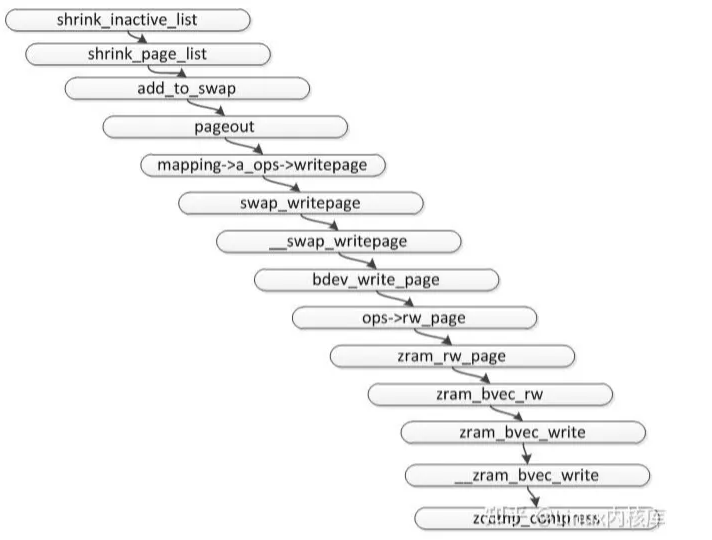 shrink_inactive_list
shrink_page_list
add_to_swap
pageout
mapping->a_ops->writepage
swap_writepage
__swap_writepage
bdev_write_page
ops->rw_page
zram_rw_page
zram_bvec_rw
zram_bvec_write
__zram_bvec_write
zcomp_compress
知乎 @Linux内核库